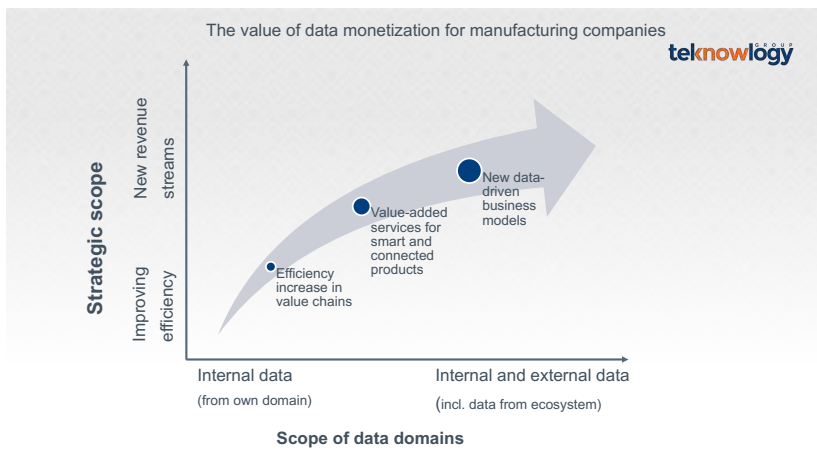 The value of data monetization for manufacturing companies
GROUP
teknowlogy
Strategic scope
New revenue
streams
Improving
efficiency
New data-
driven
business
models
Value-added
services for
smart and
connected
products
Efficiency
increase in
value chains
Internal data
(from own domain)
Internal and external data
(incl. data from ecosystem)
Scope of data domains